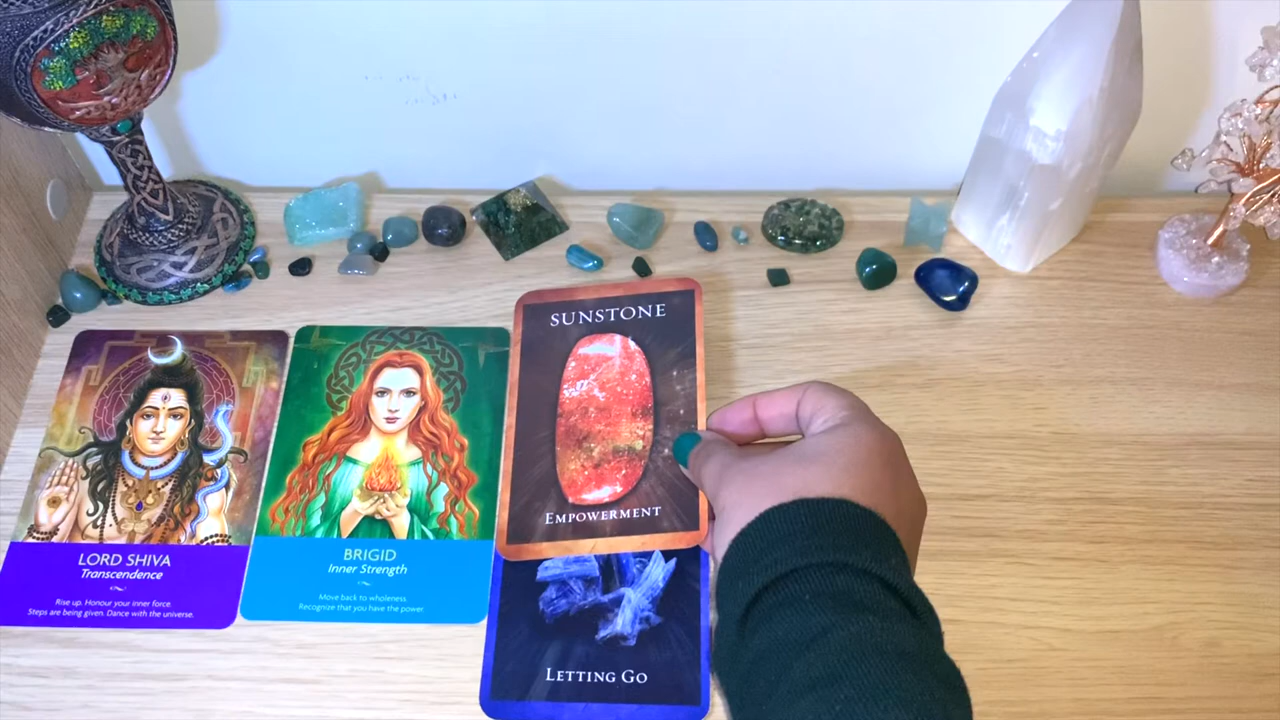 LORD SHIVA
Transcendence
Rise up. Honour your inner force.
Steps are being given. Dance with the universe.
BRIGID
Inner Strength
Move back to wholeness.
Recognize that you have the power.
SUNSTONE
EMPOWERMENT
LETTING GO